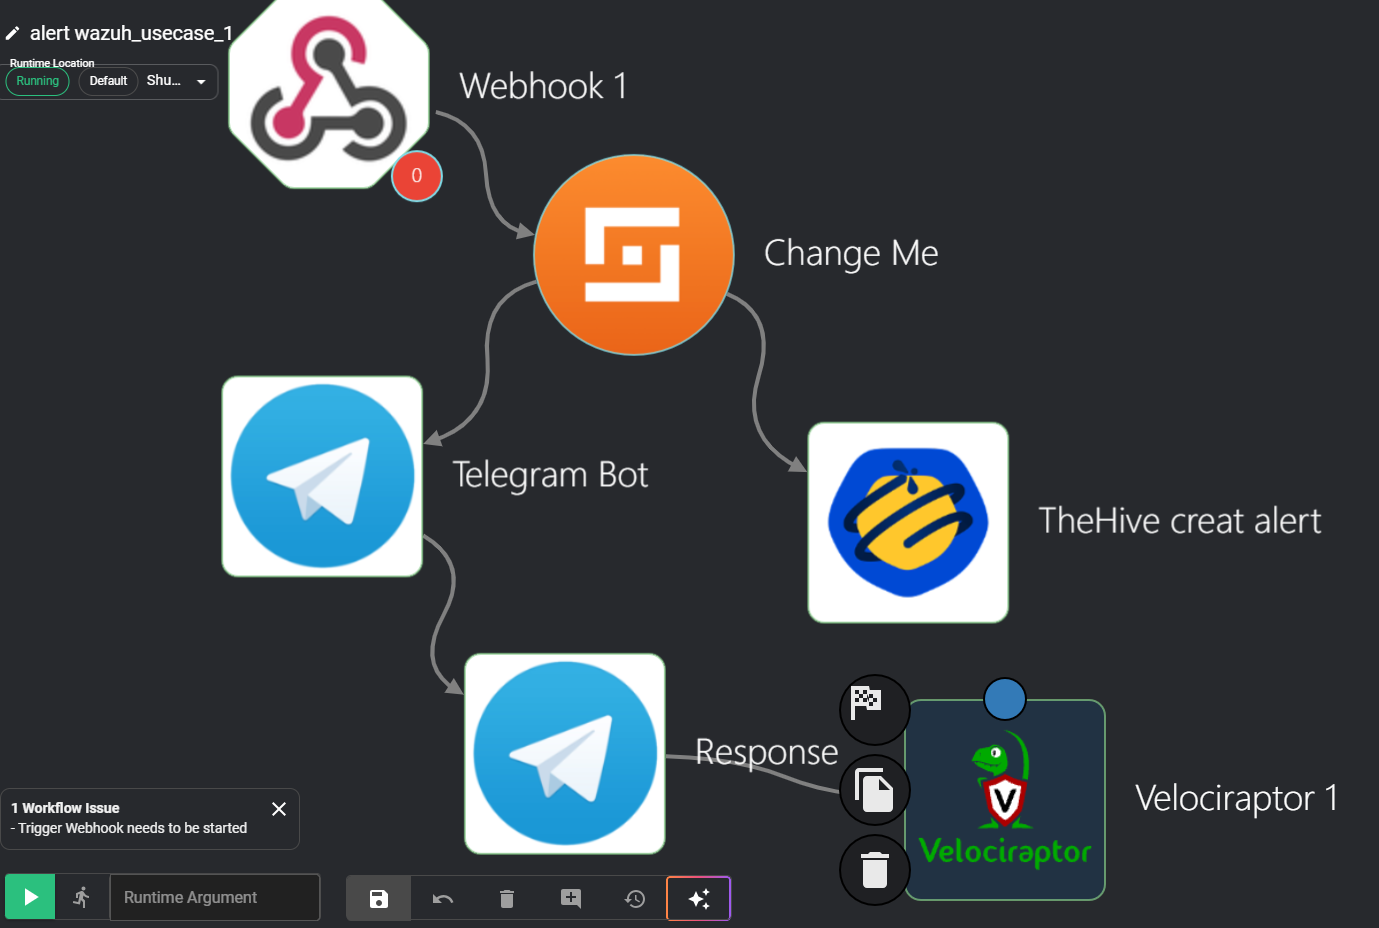 alert wazuh_usecase_1
Runtime Location
Running
Default
Shu...
Webhook 1
0
Change Me
Telegram Bot
TheHive creat alert
Response
V
Velociraptor
Velociraptor 1
1 Workflow Issue
- Trigger Webhook needs to be started
Runtime Argument